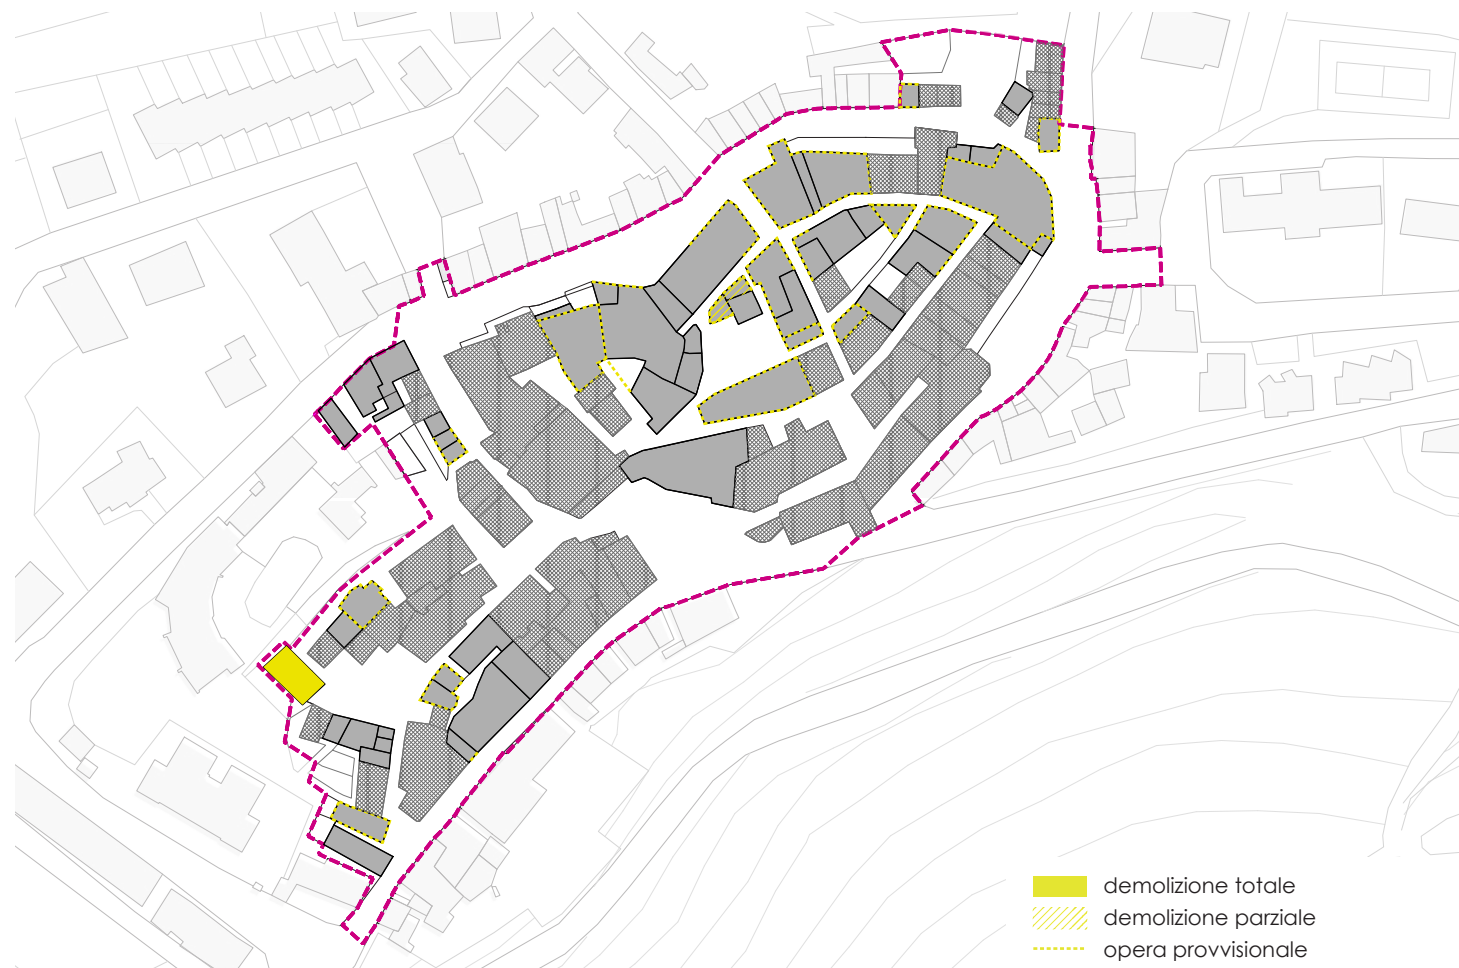 demolizione totale
demolizione parziale
opera provvisionale